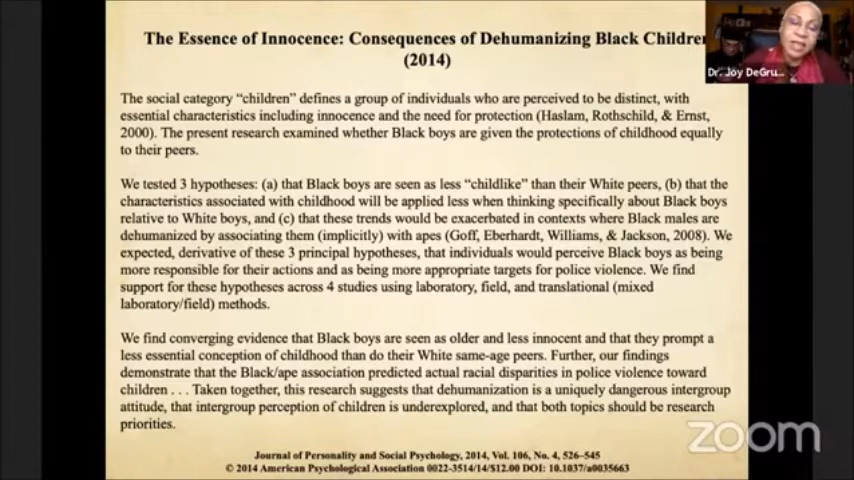 The Essence of Innocence: Consequences of Dehumanizing Black Childre
(2014)
Dr. Joy DeGru...
The social category “children” defines a group of individuals who are perceived to be distinct, with
essential characteristics including innocence and the need for protection (Haslam, Rothschild, & Ernst,
2000). The present research examined whether Black boys are given the protections of childhood equally
to their peers.
We tested 3 hypotheses: (a) that Black boys are seen as less “childlike” than their White peers, (b) that the
characteristics associated with childhood will be applied less when thinking specifically about Black boys
relative to White boys, and (c) that these trends would be exacerbated in contexts where Black males are
dehumanized by associating them (implicitly) with apes (Goff, Eberhardt, Williams, & Jackson, 2008). We
expected, derivative of these 3 principal hypotheses, that individuals would perceive Black boys as being
more responsible for their actions and as being more appropriate targets for police violence. We find
support for these hypotheses across 4 studies using laboratory, field, and translational (mixed
laboratory/field) methods.
We find converging evidence that Black boys are seen as older and less innocent and that they prompt a
less essential conception of childhood than do their White same-age peers. Further, our findings
demonstrate that the Black/ape association predicted actual racial disparities in police violence toward
children . . . Taken together, this research suggests that dehumanization is a uniquely dangerous intergroup
attitude, that intergroup perception of children is underexplored, and that both topics should be research
priorities.
zoom
Journal of Personality and Social Psychology, 2014, Vol. 106, No. 4, 526–545
© 2014 American Psychological Association 0022-3514/14/$12.00 DOI: 10.1037/a0035663